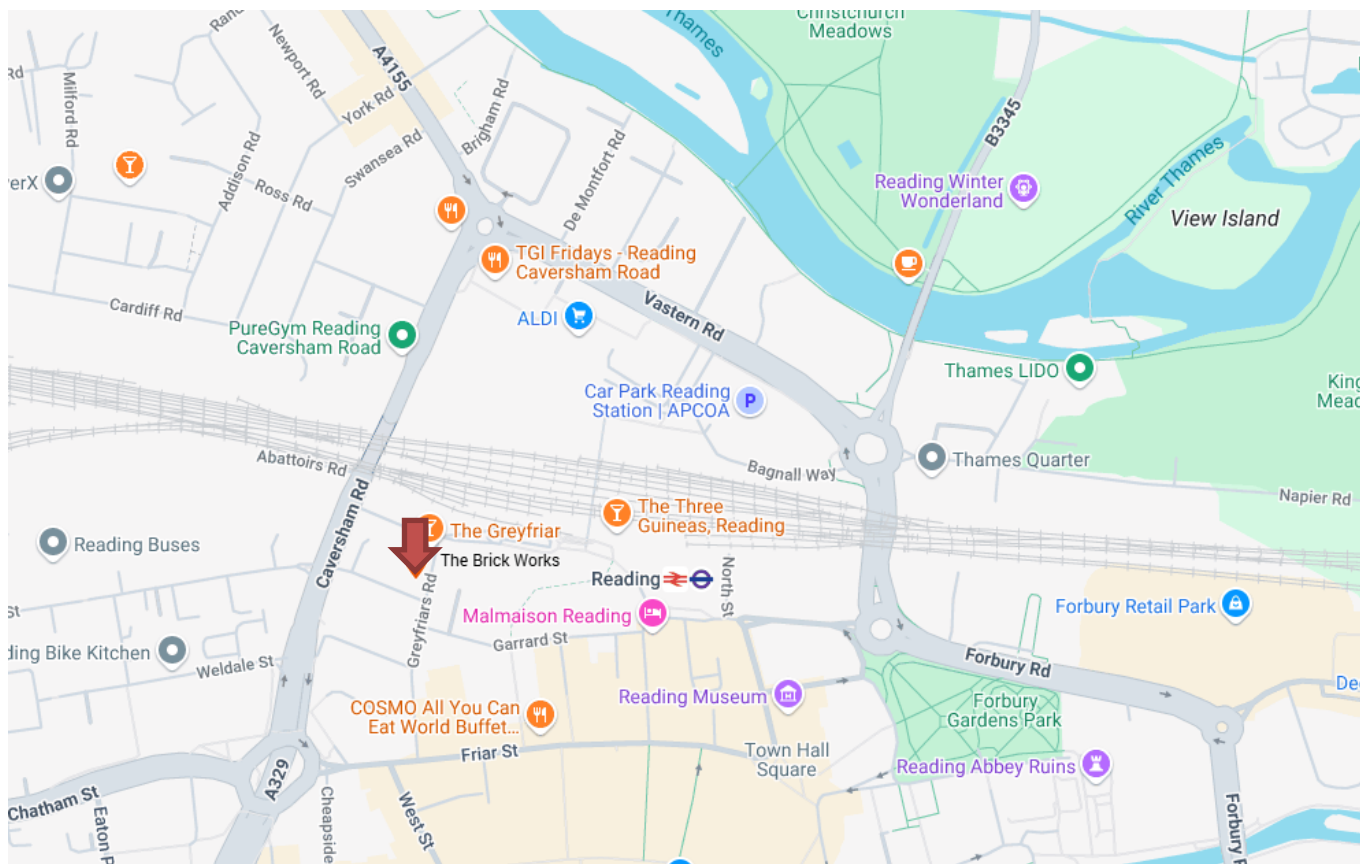 Christchurch
Meadows
Thames
A4155
Newport Rd
Milford Rd
York Rd
Brigham Rd
Addison Rd
Swansea Rd
Ross Rd
De Montfort Rd
B3345
Reading Winter
Wonderland
River Thames
View Island
TGI Fridays - Reading
Caversham Road
Cardiff Rd
ALDI
Vastern Rd
PureGym Reading
Caversham Road
Thames LIDO
Car Park Reading
Station | APCOA
P
Abattoirs Rd
Bagnall Way
Thames Quarter
Napier Rd
Caversham Rd
The Greyfriar
The Three
Guineas, Reading
Reading Buses
The Brick Works
Reading
North St
Greyfriars Rd
Malmaison Reading
Garrard St
Forbury Retail Park
ding Bike Kitchen
Weldale St
Forbury Rd
Reading Museum
COSMO All You Can
Eat World Buffet...
Forbury
Gardens Park
Friar St
Town Hall
Square
Reading Abbey Ruins
A329
Chatham St
Cheapside
West St